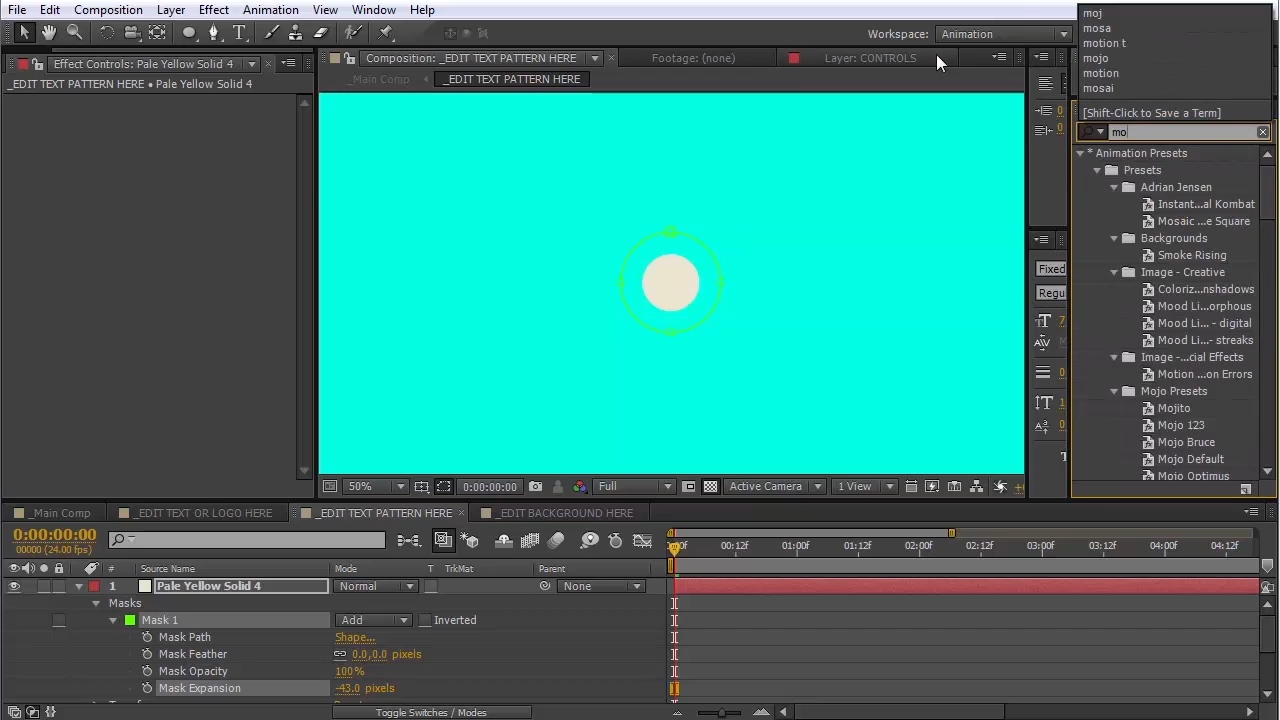 File Edit Composition Layer Effect Animation View Window Help
Workspace: Animation
moj
mosa
motion t
mojo
motion
mosai
[Shift-Click to Save a Term]
mo
Effect Controls: Pale Yellow Solid 4
_EDIT TEXT PATTERN HERE • Pale Yellow Solid 4
Composition: _EDIT TEXT PATTERN HERE
Footage: (none)
Layer: CONTROLS
_Main Comp
_EDIT TEXT PATTERN HERE
* Animation Presets
Presets
Adrian Jensen
Instant...al Kombat
Mosaic ...e Square
Backgrounds
Smoke Rising
Image - Creative
Coloriz...nshadows
Mood Li...orphous
Mood Li... - digital
Mood Li...- streaks
Image -...cial Effects
Motion ...on Errors
Mojo Presets
Mojito
Mojo 123
Mojo Bruce
Mojo Default
Mojo Optimus
Fixed
Regu
50%
0:00:00:00
Full
Active Camera
1 View
_Main Comp
_EDIT TEXT OR LOGO HERE
_EDIT TEXT PATTERN HERE
_EDIT BACKGROUND HERE
0:00:00:00
00000 (24.00 fps)
00f 00:12f 01:00f 01:12f 02:00f 02:12f 03:00f 03:12f 04:00f 04:12f
# Source Name Mode T TrkMat Parent
1 Pale Yellow Solid 4 Normal None
Masks
Mask 1 Add Inverted
Mask Path Shape...
Mask Feather 0.0,0.0 pixels
Mask Opacity 100%
Mask Expansion -43.0 pixels
Toggle Switches / Modes